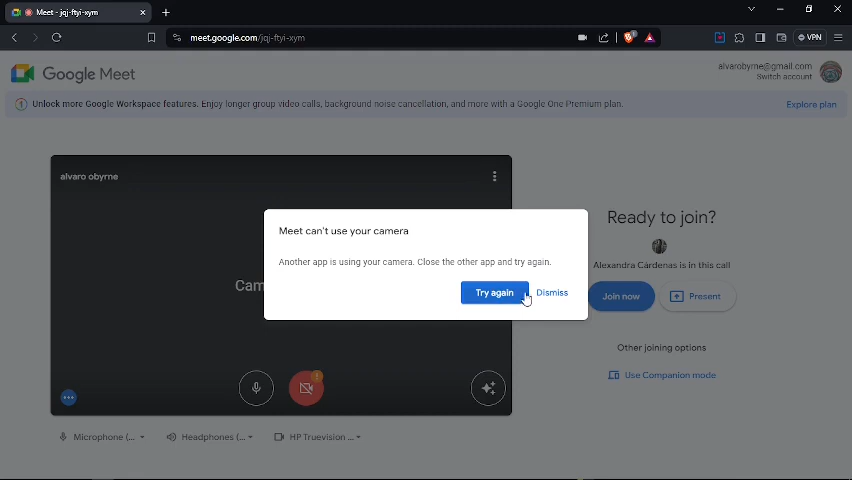 Meet - jqj-ftyi-xym
meet.google.com/jqj-ftyi-xym
VPN
Google Meet
alvarobyrne@gmail.com
Switch account
Unlock more Google Workspace features. Enjoy longer group video calls, background noise cancellation, and more with a Google One Premium plan.
Explore plan
alvaro obyrne
Cam
Meet can't use your camera
Another app is using your camera. Close the other app and try again.
Try again
Dismiss
Ready to join?
Alexandra Cárdenas is in this call
Join now
Present
Other joining options
Use Companion mode
Microphone (...
Headphones (...
HP Truevision ...